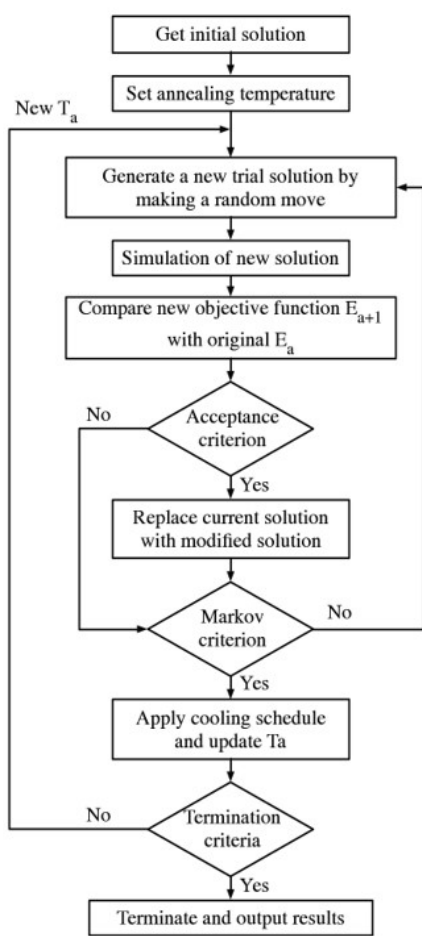 Get initial solution
Set annealing temperature
New Ta
Generate a new trial solution by
making a random move
Simulation of new solution
Compare new objective function Ea+1
with original Ea
No
Acceptance
criterion
Yes
Replace current solution
with modified solution
Markov
criterion
No
Yes
Apply cooling schedule
and update Ta
No
Termination
criteria
Yes
Terminate and output results